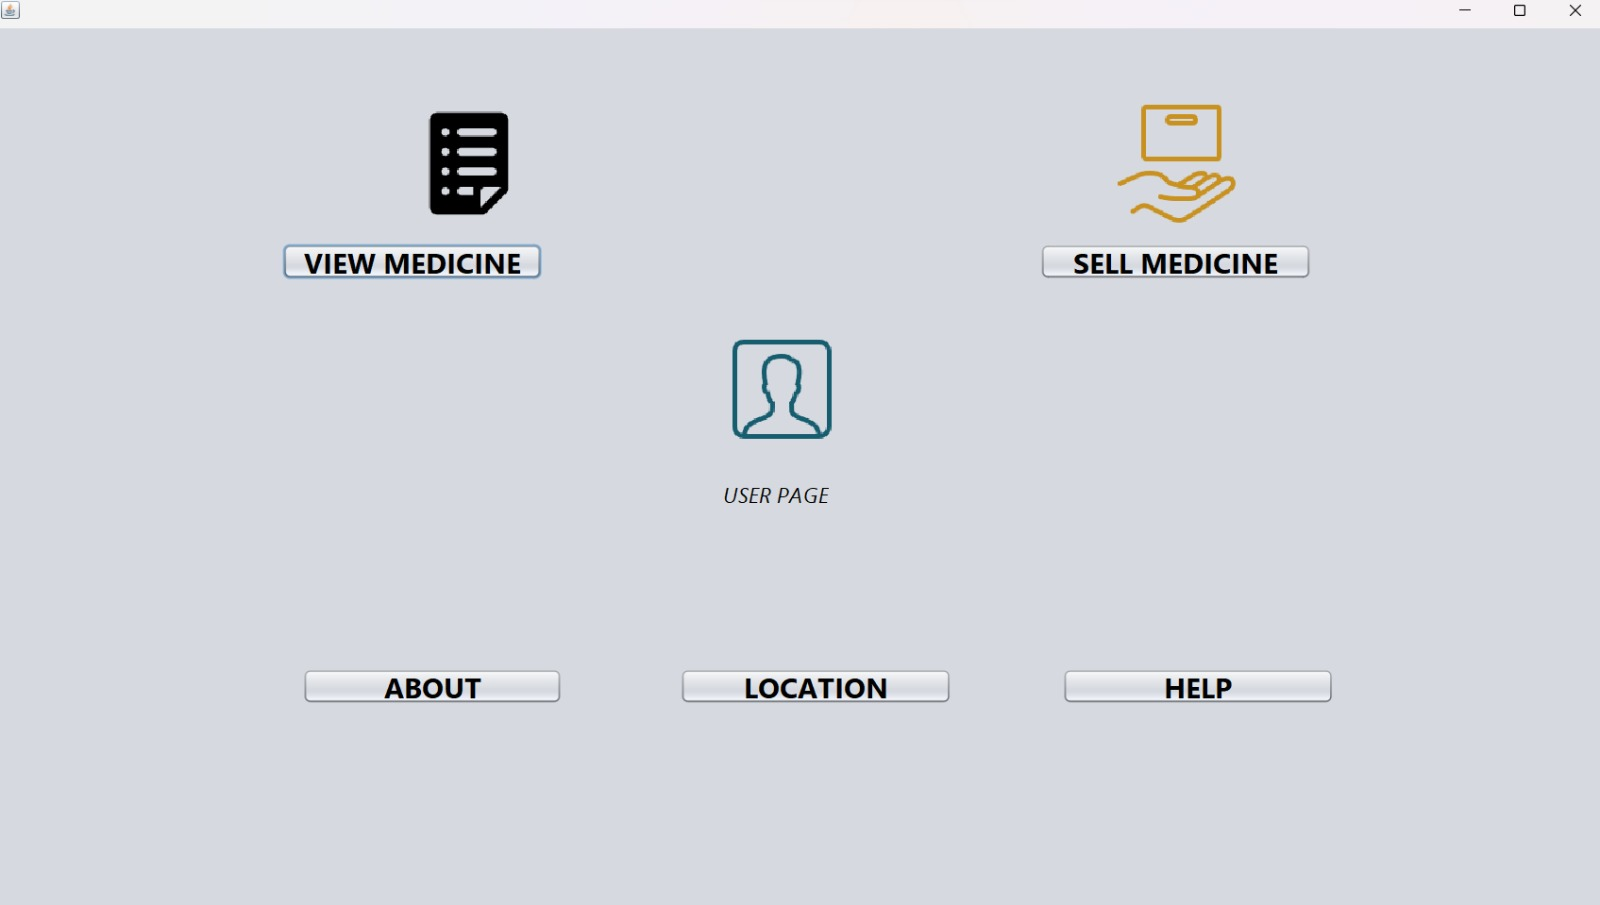 VIEW MEDICINE
SELL MEDICINE
USER PAGE
ABOUT
LOCATION
HELP